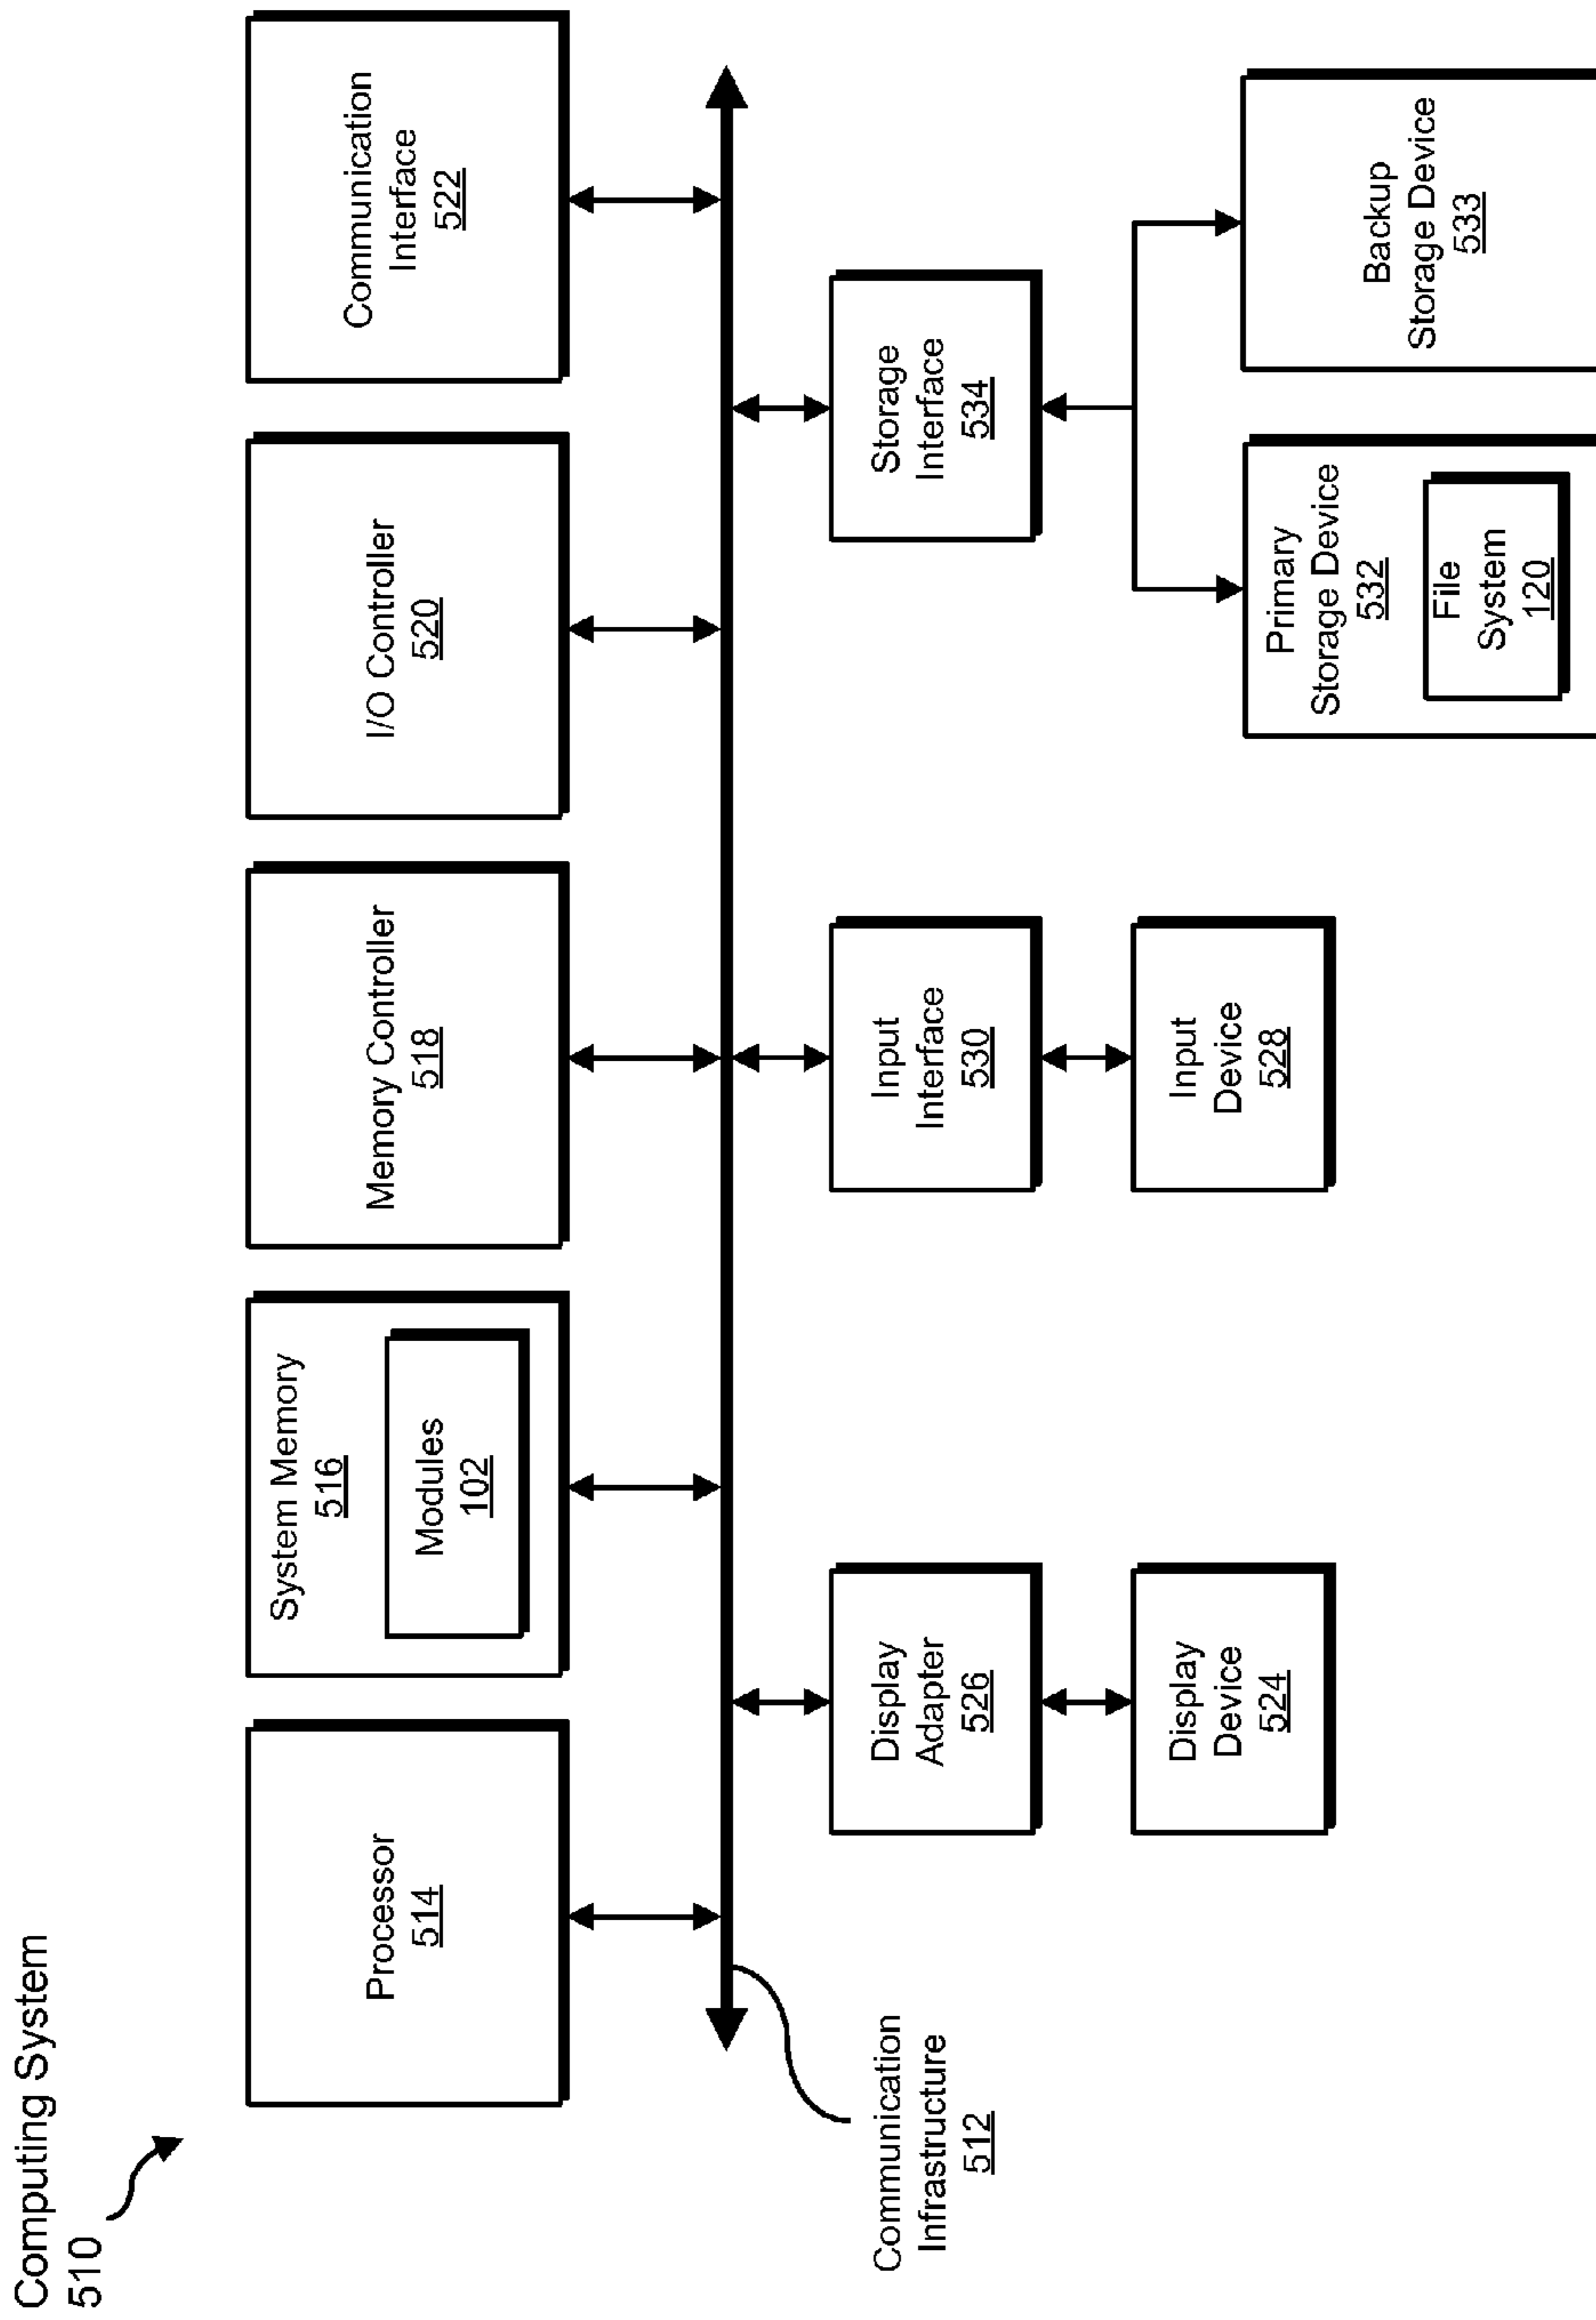 Computing System
510
Processor
514
System Memory
516
Modules
102
Memory Controller
518
I/O Controller
520
Communication
Interface
522
Communication
Infrastructure
512
Display
Adapter
526
Input
Interface
530
Storage
Interface
534
Display
Device
524
Input
Device
528
Primary
Storage Device
532
File
System
120
Backup
Storage Device
533